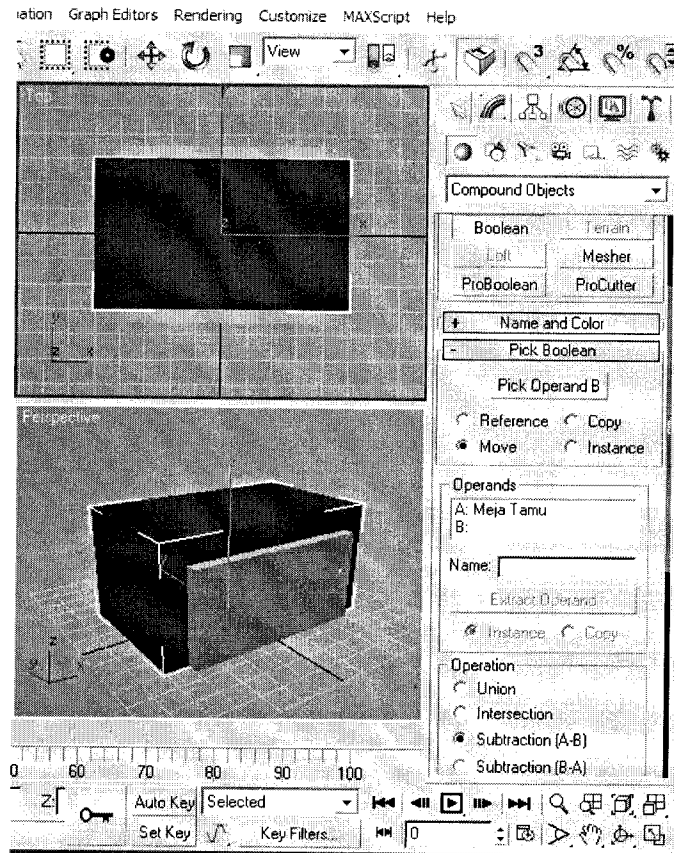 ation Graph Editors Rendering Customize MAXScript Help
View
3
%
Top
Compound Objects
Boolean Terrain
Loft Mesher
ProBoolean ProCutter
+ Name and Color
- Pick Boolean
Pick Operand B
Reference Copy
Move Instance
Operands
A: Meja Tamu
B:
Name:
Extract Operand
Instance Copy
Operation
Union
Intersection
Subtraction (A-B)
Subtraction (B-A)
z x
y
z x
Perspective
z
y x
0 60 70 80 90 100
Z: Auto Key Selected
Set Key Key Filters... 0